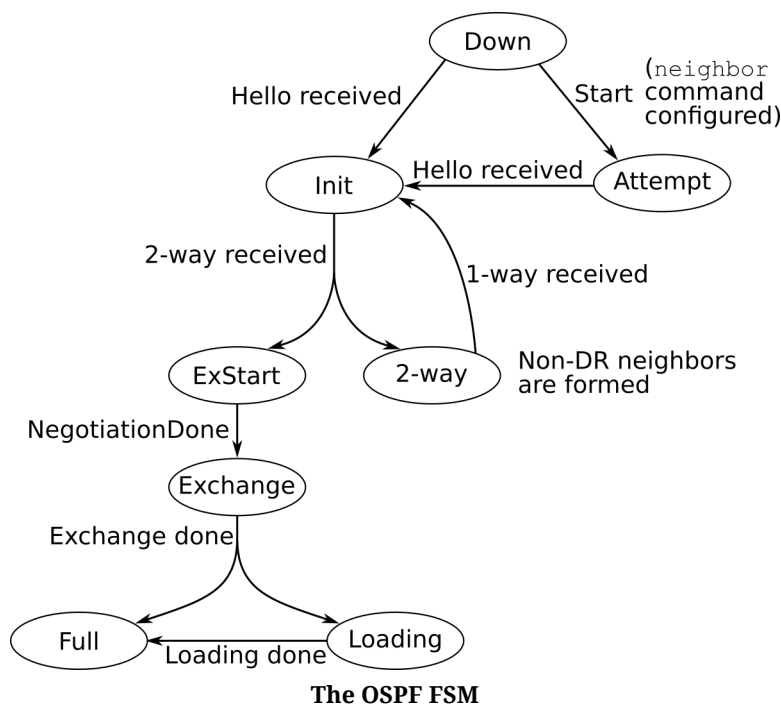 Down
Hello received
Start
(neighbor
command
configured)
Init
Hello received
Attempt
2-way received
1-way received
ExStart
2-way
Non-DR neighbors
are formed
NegotiationDone
Exchange
Exchange done
Full
Loading
Loading done
The OSPF FSM